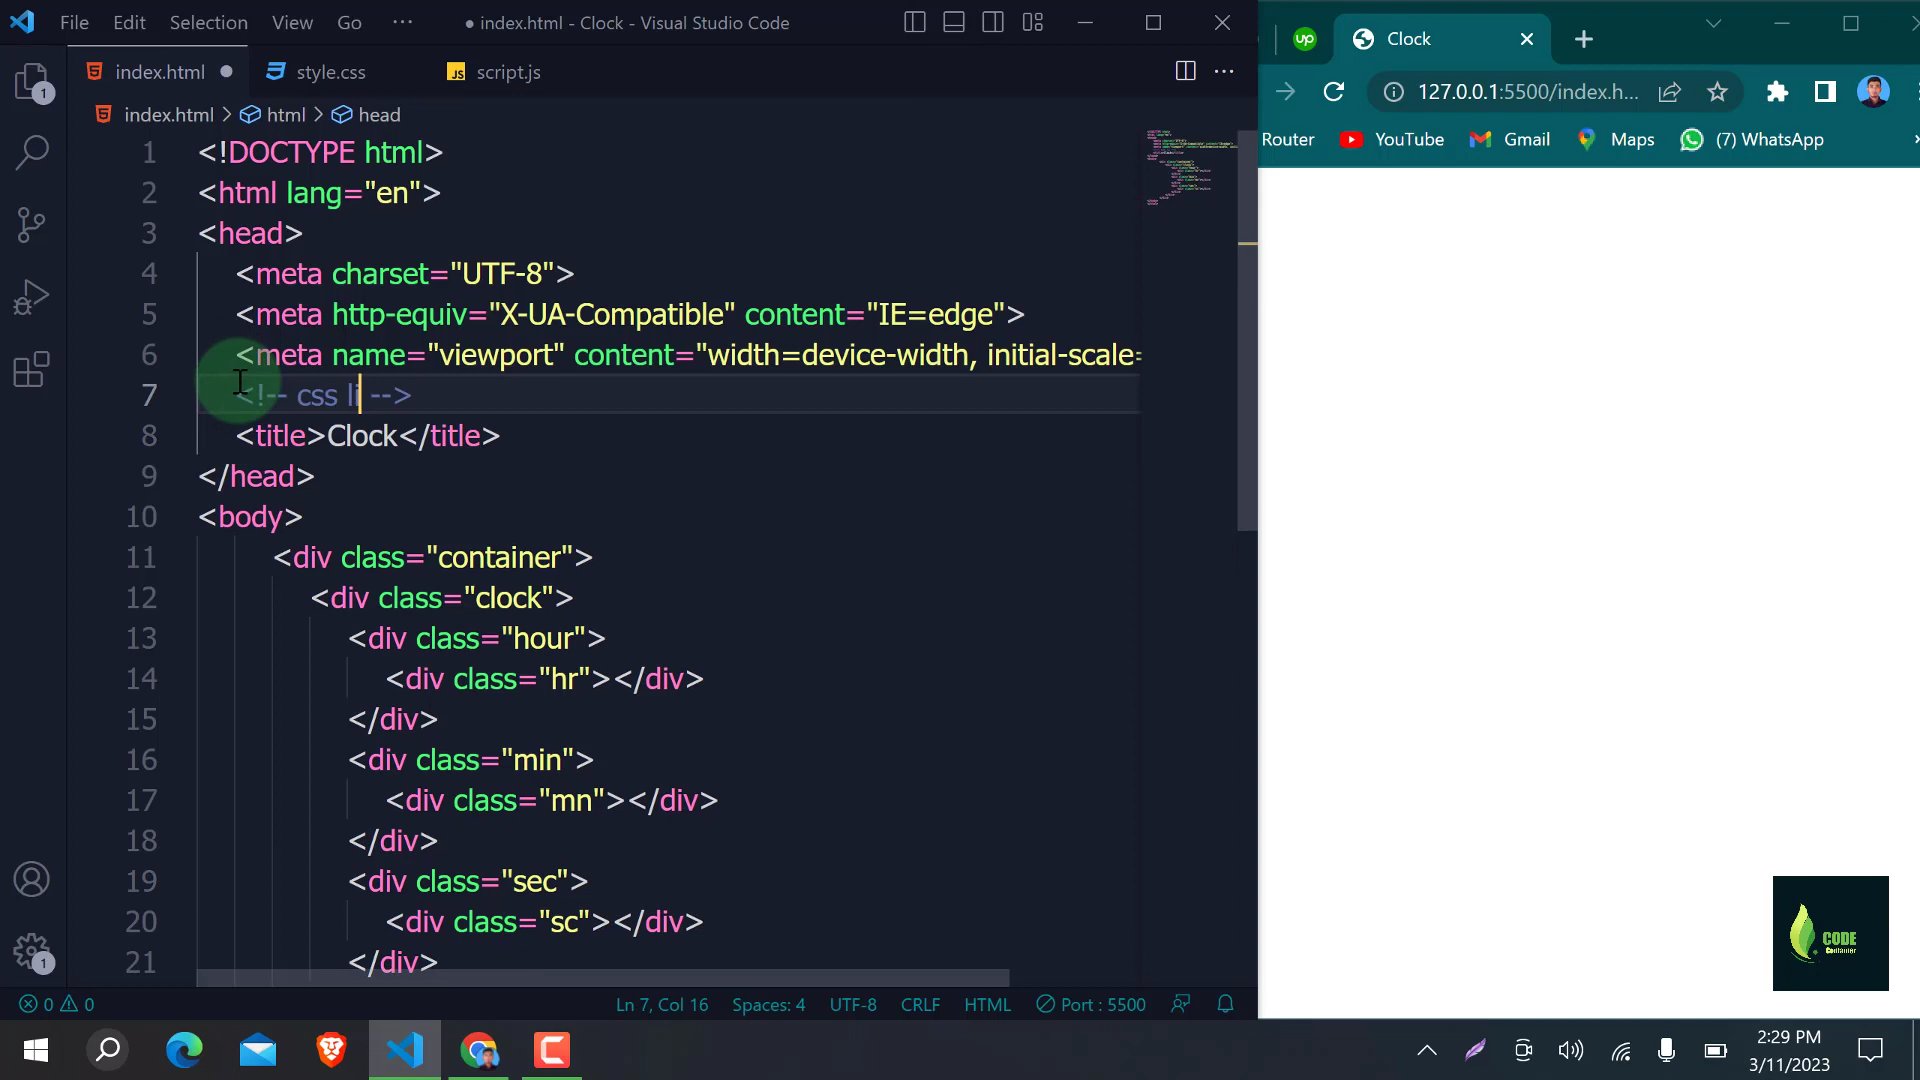 File Edit Selection View Go ··· ● index.html - Clock - Visual Studio Code
index.html ● style.css JS script.js ···
index.html > html > head
1 <!DOCTYPE html>
2 <html lang="en">
3 <head>
4 <meta charset="UTF-8">
5 <meta http-equiv="X-UA-Compatible" content="IE=edge">
6 <meta name="viewport" content="width=device-width, initial-scale=
7 <!-- css li -->
8 <title>Clock</title>
9 </head>
10 <body>
11 <div class="container">
12 <div class="clock">
13 <div class="hour">
14 <div class="hr"></div>
15 </div>
16 <div class="min">
17 <div class="mn"></div>
18 </div>
19 <div class="sec">
20 <div class="sc"></div>
21 </div>
1
1
0 0 Ln 7, Col 16 Spaces: 4 UTF-8 CRLF HTML Port : 5500
up Clock
127.0.0.1:5500/index.h...
Router YouTube Gmail Maps (7) WhatsApp
CODE
Container
2:29 PM
3/11/2023